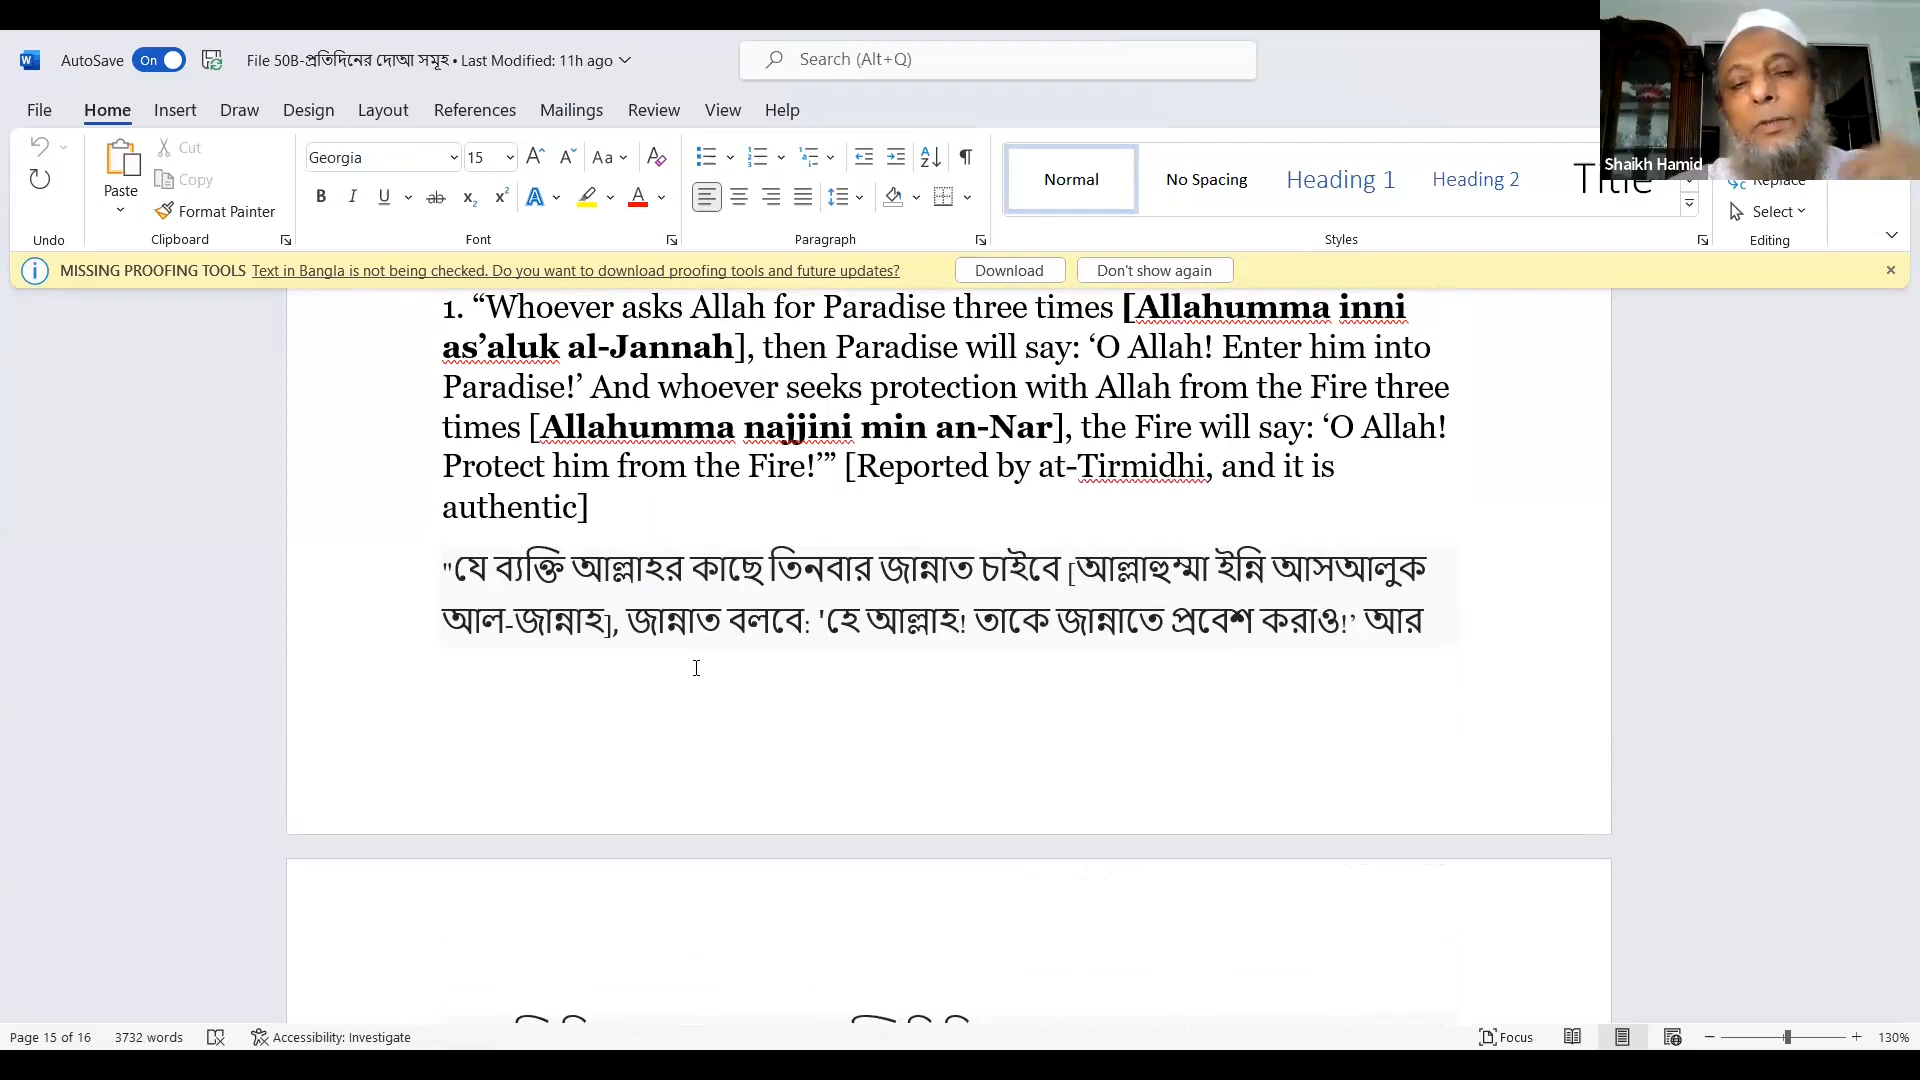 AutoSave On File 50B-প্রতিদিনের দোআ সমূহ • Last Modified: 11h ago
Search (Alt+Q)
File Home Insert Draw Design Layout References Mailings Review View Help
Shaikh Hamid
Paste
Cut
Copy
Format Painter
Georgia 15
Normal
No Spacing
Heading 1
Heading 2
Title
Replace
Select
Undo Clipboard Font Paragraph Styles Editing
MISSING PROOFING TOOLS Text in Bangla is not being checked. Do you want to download proofing tools and future updates? Download Don't show again
1. “Whoever asks Allah for Paradise three times [Allahumma inni
as’aluk al-Jannah], then Paradise will say: ‘O Allah! Enter him into
Paradise!’ And whoever seeks protection with Allah from the Fire three
times [Allahumma najjini min an-Nar], the Fire will say: ‘O Allah!
Protect him from the Fire!’” [Reported by at-Tirmidhi, and it is
authentic]
"যে ব্যক্তি আল্লাহর কাছে তিনবার জান্নাত চাইবে [আল্লাহুম্মা ইন্নি আসআলুক
আল-জান্নাহ], জান্নাত বলবে: 'হে আল্লাহ! তাকে জান্নাতে প্রবেশ করাও!’ আর
Page 15 of 16 3732 words Accessibility: Investigate Focus 130%